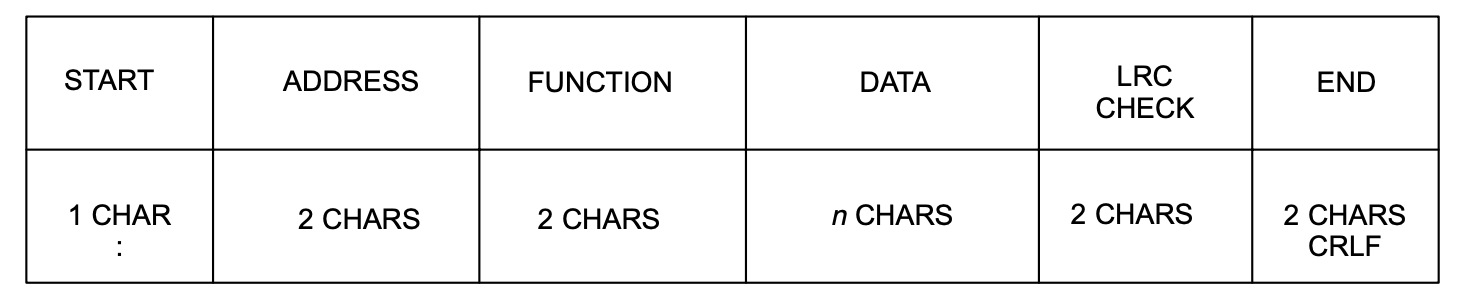 START
ADDRESS
FUNCTION
DATA
LRC
CHECK
END
1 CHAR
:
2 CHARS
2 CHARS
n CHARS
2 CHARS
2 CHARS
CRLF